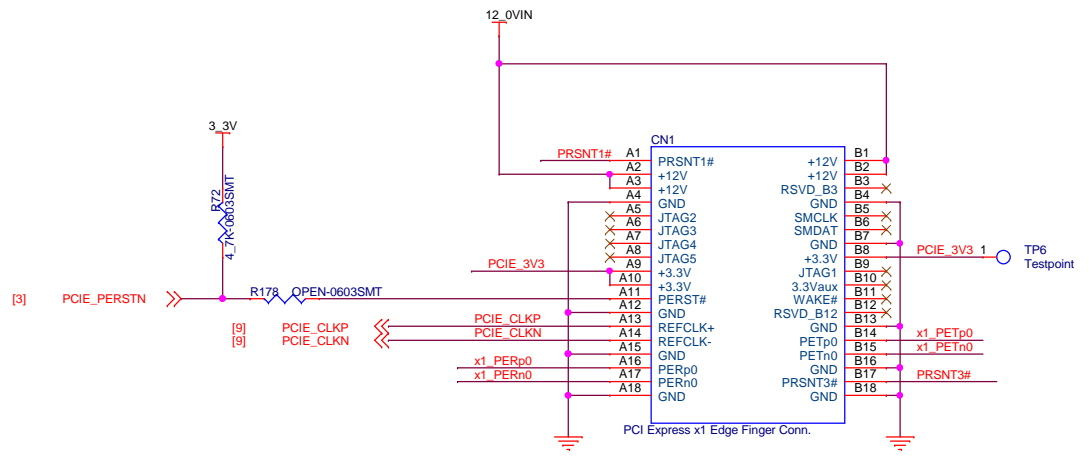 12_0VIN
3_3V
R72
4_7K-0603SMT
CN1
PRSNT1# A1 PRSNT1# +12V B1
A2 +12V +12V B2
A3 +12V RSVD_B3 B3
A4 GND GND B4
A5 JTAG2 SMCLK B5
A6 JTAG3 SMDAT B6
A7 JTAG4 GND B7
A8 JTAG5 +3.3V B8 PCIE_3V3 1 TP6
Testpoint
PCIE_3V3 A9 +3.3V JTAG1 B9
A10 +3.3V 3.3Vaux B10
[3] PCIE_PERSTN R178 OPEN-0603SMT A11 PERST# WAKE# B11
A12 GND RSVD_B12 B12
[9] PCIE_CLKP PCIE_CLKP A13 REFCLK+ GND B13
[9] PCIE_CLKN PCIE_CLKN A14 REFCLK- PETp0 B14 x1_PETp0
A15 GND PETn0 B15 x1_PETn0
x1_PERp0 A16 PERp0 GND B16
x1_PERn0 A17 PERn0 PRSNT3# B17 PRSNT3#
A18 GND GND B18
PCI Express x1 Edge Finger Conn.